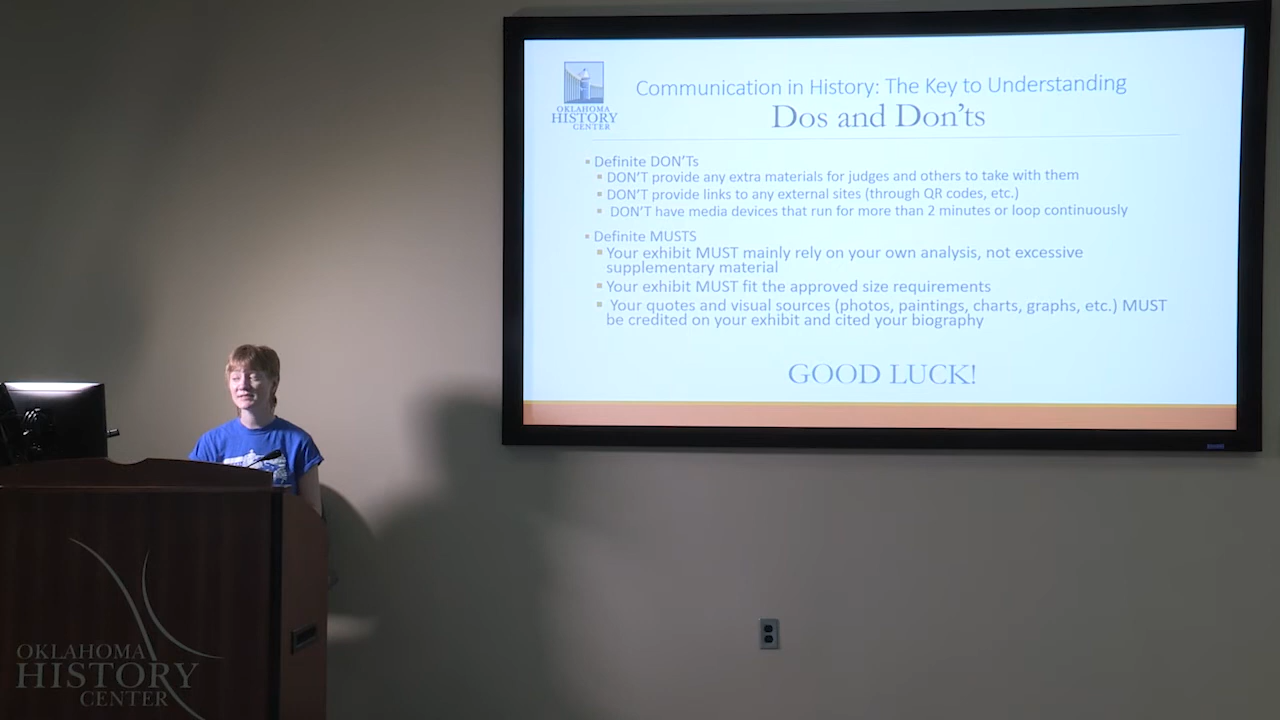 OKLAHOMA
HISTORY
CENTER
Communication in History: The Key to Understanding
Dos and Don'ts
▪ Definite DON'Ts
▪ DON'T provide any extra materials for judges and others to take with them
▪ DON'T provide links to any external sites (through QR codes, etc.)
▪ DON'T have media devices that run for more than 2 minutes or loop continuously
▪ Definite MUSTS
▪ Your exhibit MUST mainly rely on your own analysis, not excessive
supplementary material
▪ Your exhibit MUST fit the approved size requirements
▪ Your quotes and visual sources (photos, paintings, charts, graphs, etc.) MUST
be credited on your exhibit and cited your biography
GOOD LUCK!
OKLAHOMA
HISTORY
CENTER